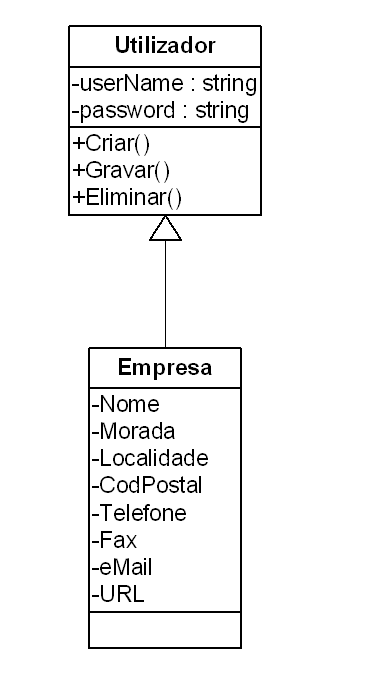 Utilizador
-userName : string
-password : string
+Criar()
+Gravar()
+Eliminar()
Empresa
-Nome
-Morada
-Localidade
-CodPostal
-Telefone
-Fax
-eMail
-URL